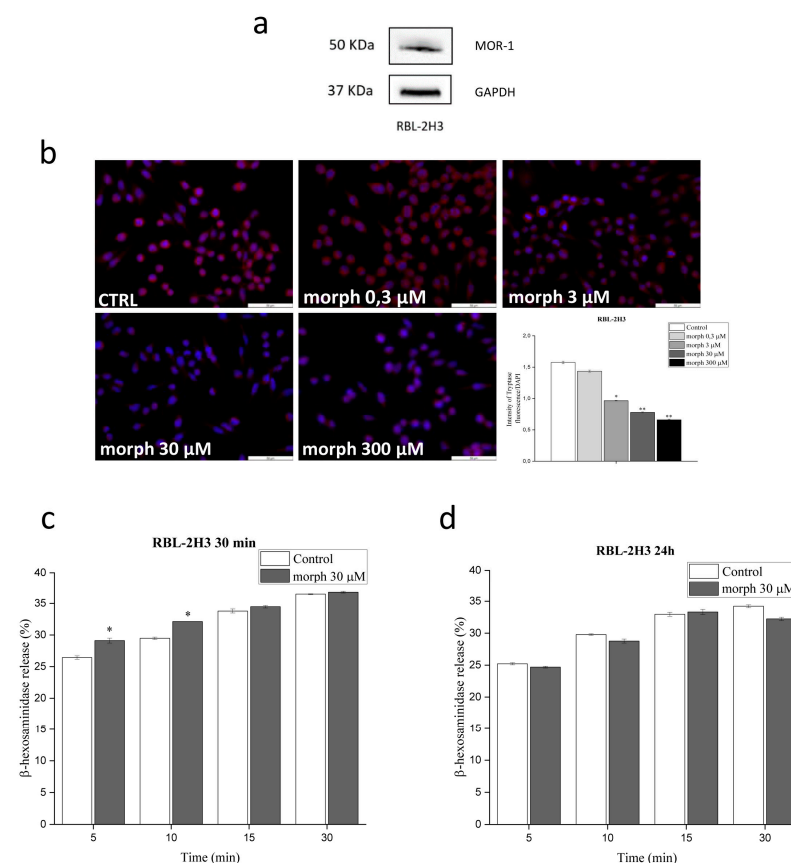 a
50 KDa
MOR-1
37 KDa
GAPDH
RBL-2H3
b
CTRL
morph 0,3 μM
morph 3 μM
morph 30 μM
morph 300 μM
RBL-2H3
Control
morph 0,3 μM
morph 3 μM
morph 30 μM
morph 300 μM
Intensity of Tryptase
fluorescence/DAPI
2,0
1,5
1,0
0,5
0,0
*
**
**
c
RBL-2H3 30 min
Control
morph 30 μM
β-hexosaminidase release (%)
40
35
30
25
20
15
10
5
0
*
*
5 10 15 30
Time (min)
d
RBL-2H3 24h
Control
morph 30 μM
β-hexosaminidase release (%)
40
35
30
25
20
15
10
5
0
5 10 15 30
Time (min)